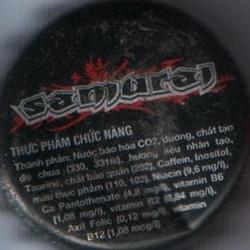 samurai
THỰC PHẨM CHỨC NĂNG
Thành phần: Nước bão hòa CO2, đường, chất tạo
độ chua (330, 331iii), hương liệu nhân tạo,
Taurine, chất bảo quản (202), Caffein, Inositol,
màu thực phẩm (110, 102), Niacin (9,6 mg/l),
Ca Pantothenate (4,8 mg/l), vitamin B6
(1,08 mg/l), vitamin B2 (0,84 mg/l),
Axit Folic (0,12 mg/l), vitamin
B12 (1,08 mcg/l)